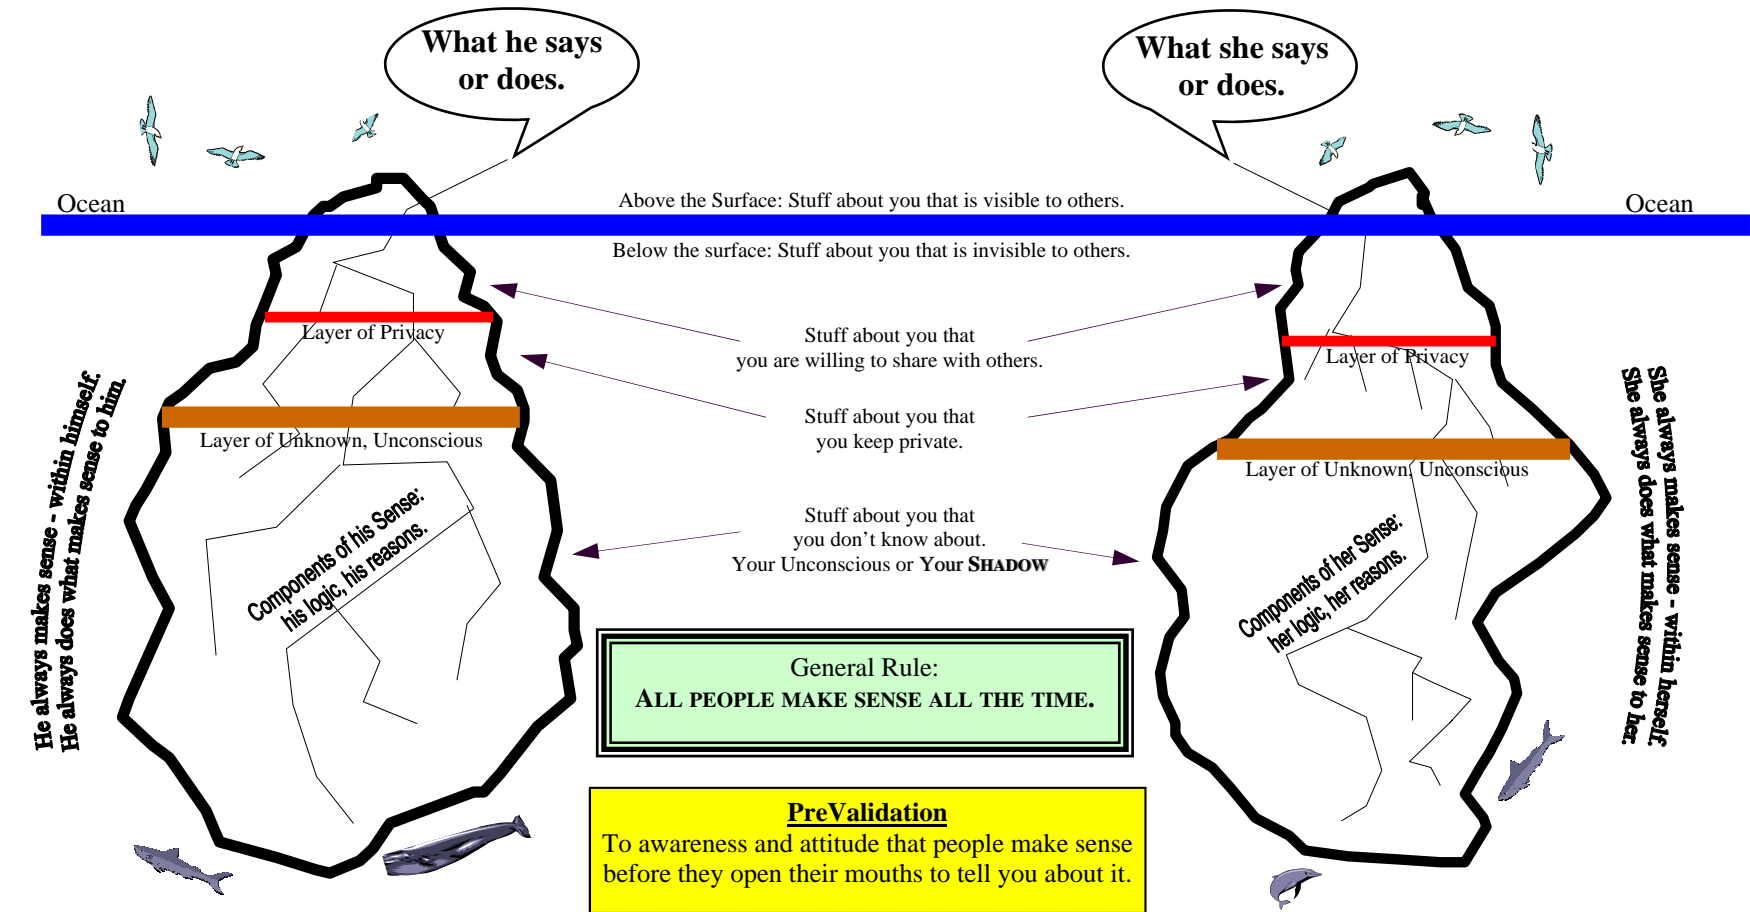 What he says
or does.
What she says
or does.
Ocean
Above the Surface: Stuff about you that is visible to others.
Ocean
Below the surface: Stuff about you that is invisible to others.
Layer of Privacy
Stuff about you that
you are willing to share with others.
Layer of Privacy
Stuff about you that
you keep private.
Layer of Unknown, Unconscious
Layer of Unknown, Unconscious
He always makes sense - within himself.
He always does what makes sense to him.
She always makes sense - within herself.
She always does what makes sense to her.
Components of his Sense:
his logic, his reasons.
Stuff about you that
you don't know about.
Your Unconscious or Your SHADOW
Components of her Sense:
her logic, her reasons.
General Rule:
ALL PEOPLE MAKE SENSE ALL THE TIME.
PreValidation
To awareness and attitude that people make sense
before they open their mouths to tell you about it.